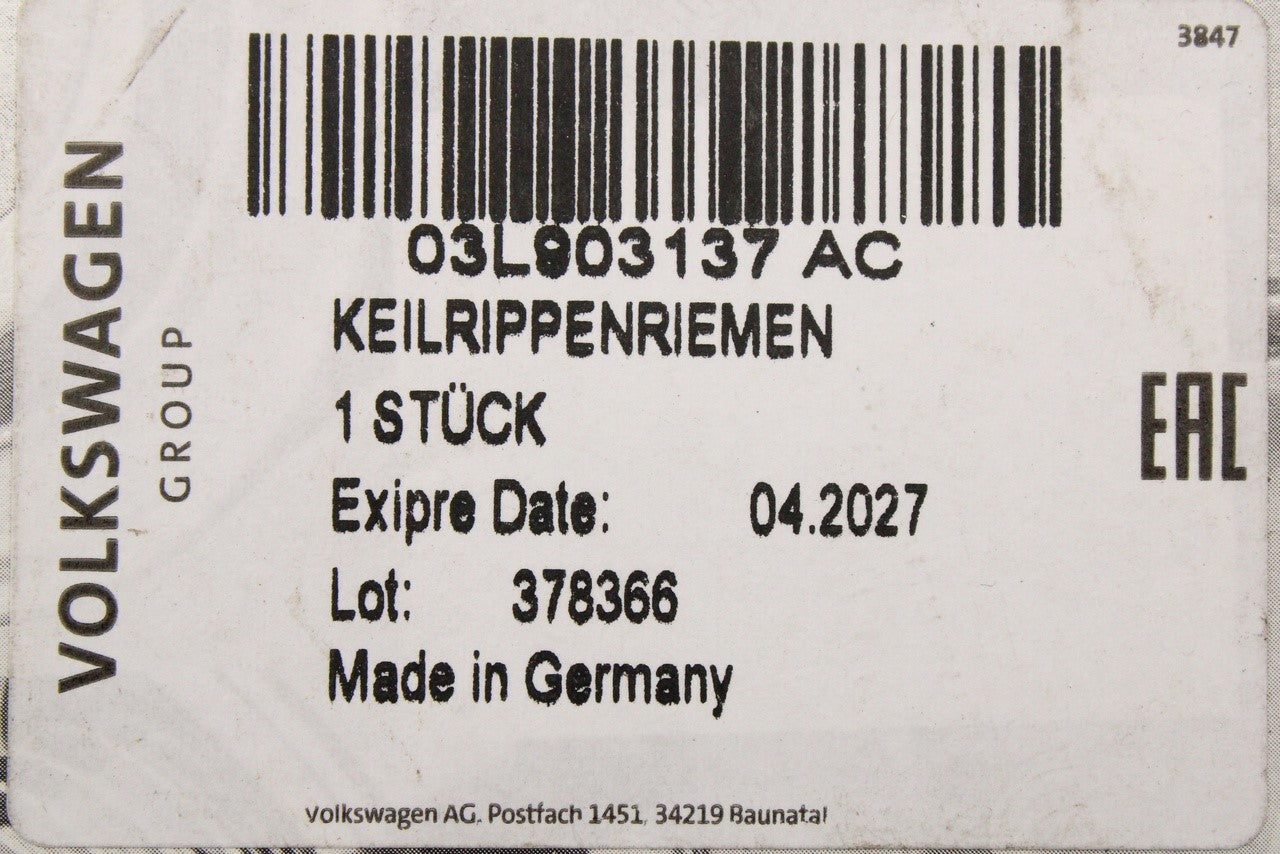 3847
03L903137 AC
KEILRIPPENRIEMEN
1 STÜCK
Exipre Date: 04.2027
Lot: 378366
Made in Germany
VOLKSWAGEN
GROUP
EAC
Volkswagen AG. Postfach 1451, 34219 Baunatal